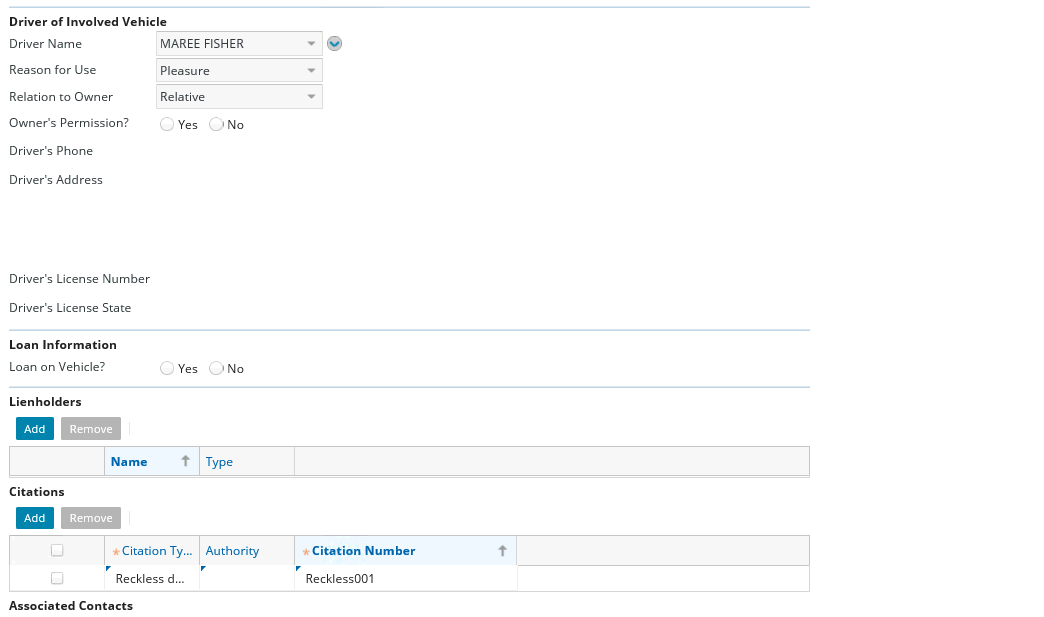 Driver of Involved Vehicle
Driver Name MAREE FISHER
Reason for Use Pleasure
Relation to Owner Relative
Owner's Permission? Yes No
Driver's Phone
Driver's Address
Driver's License Number
Driver's License State
Loan Information
Loan on Vehicle? Yes No
Lienholders
Add Remove
Name Type
Citations
Add Remove
*Citation Ty... Authority *Citation Number
Reckless d... Reckless001
Associated Contacts